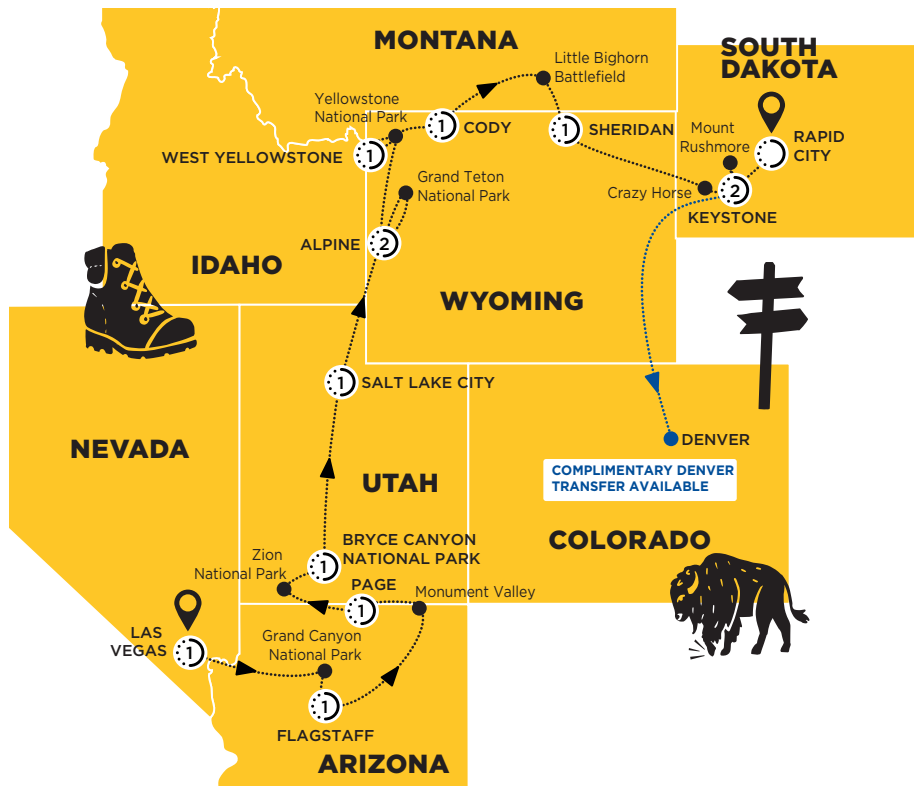 MONTANA
SOUTH
DAKOTA
Little Bighorn
Battlefield
Yellowstone
National Park
1
CODY
1
SHERIDAN
Mount
Rushmore
RAPID
CITY
WEST YELLOWSTONE
1
Grand Teton
National Park
Crazy Horse
2
KEYSTONE
ALPINE
2
IDAHO
WYOMING
1
SALT LAKE CITY
NEVADA
DENVER
COMPLIMENTARY DENVER
TRANSFER AVAILABLE
UTAH
COLORADO
BRYCE CANYON
NATIONAL PARK
1
Zion
National Park
PAGE
1
Monument Valley
LAS
VEGAS
1
Grand Canyon
National Park
1
FLAGSTAFF
ARIZONA